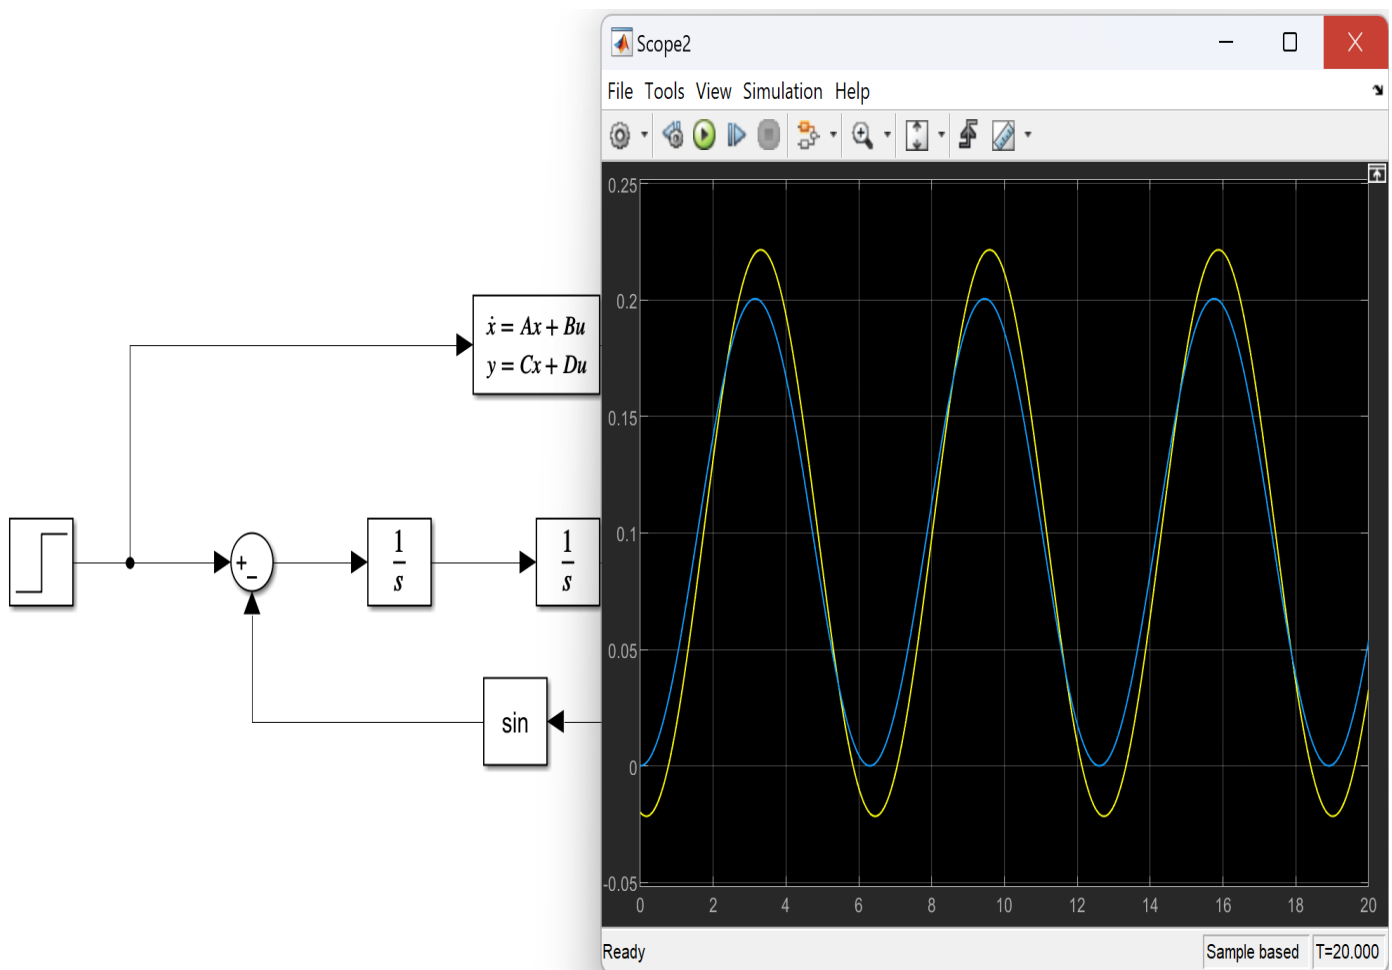 Scope2
File Tools View Simulation Help
ẋ = Ax + Bu
y = Cx + Du
+
−
1
s
1
s
sin
0.25
0.2
0.15
0.1
0.05
0
-0.05
0 2 4 6 8 10 12 14 16 18 20
Ready
Sample based T=20.000